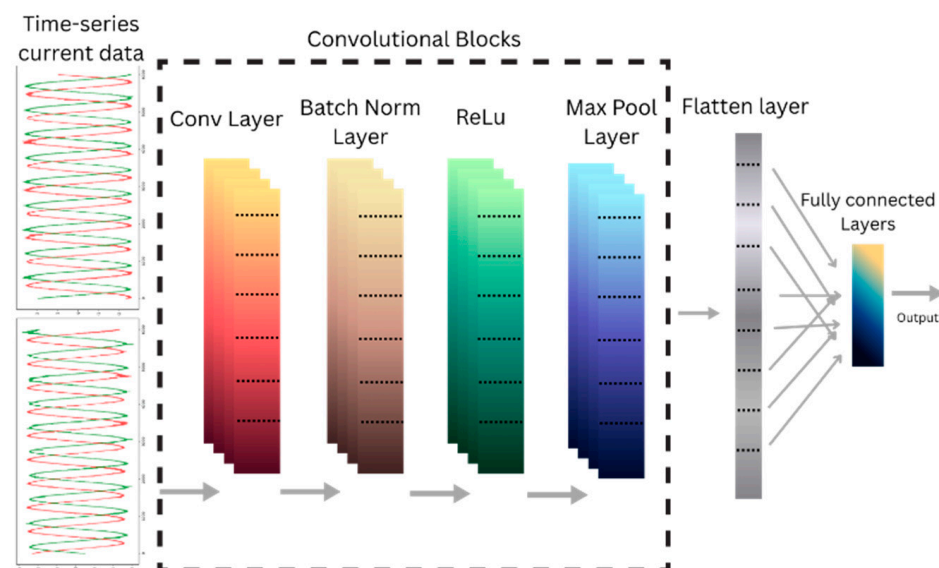 Time-series
current data
Convolutional Blocks
Conv Layer
Batch Norm
Layer
ReLu
Max Pool
Layer
Flatten layer
Fully connected
Layers
Output